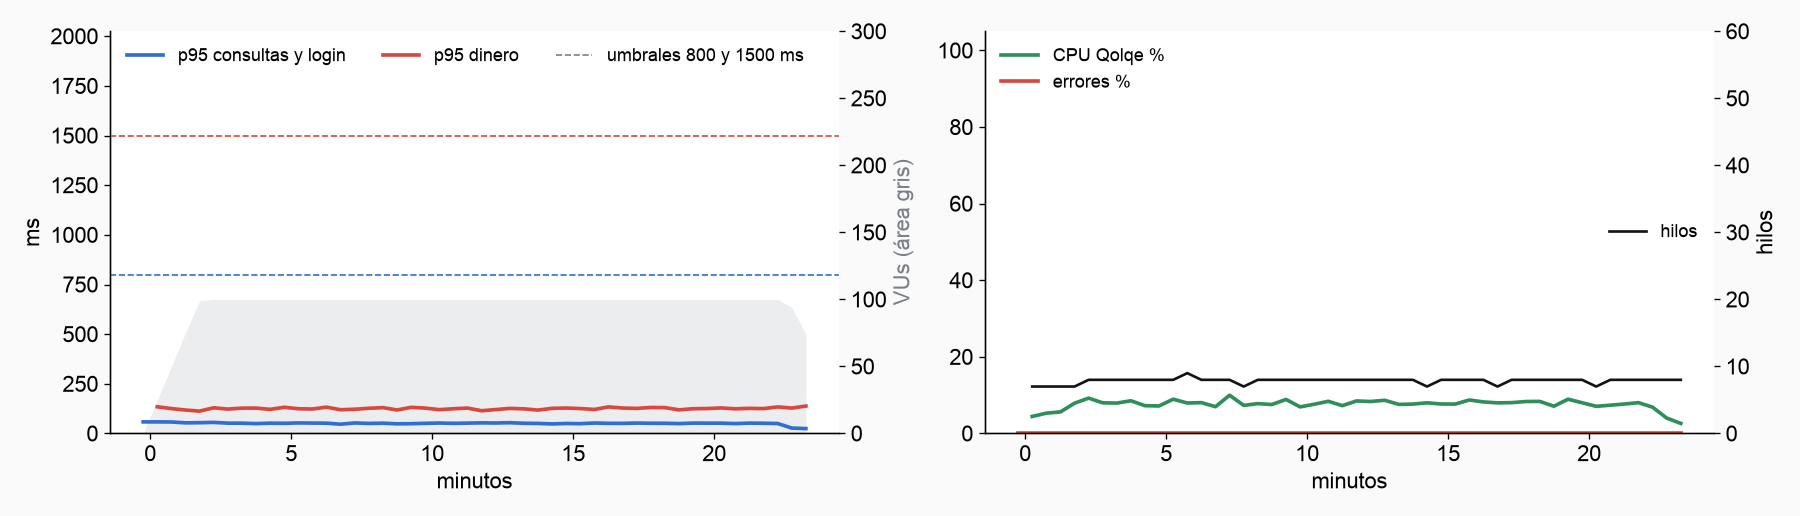 p95 consultas y login
p95 dinero
umbrales 800 y 1500 ms
2000
1750
1500
1250
1000
750
500
250
0
ms
300
250
200
150
100
50
0
VUs (área gris)
0 5 10 15 20
minutos
CPU Qolqe %
errores %
100
80
60
40
20
0
hilos
60
50
40
30
20
10
0
hilos
0 5 10 15 20
minutos